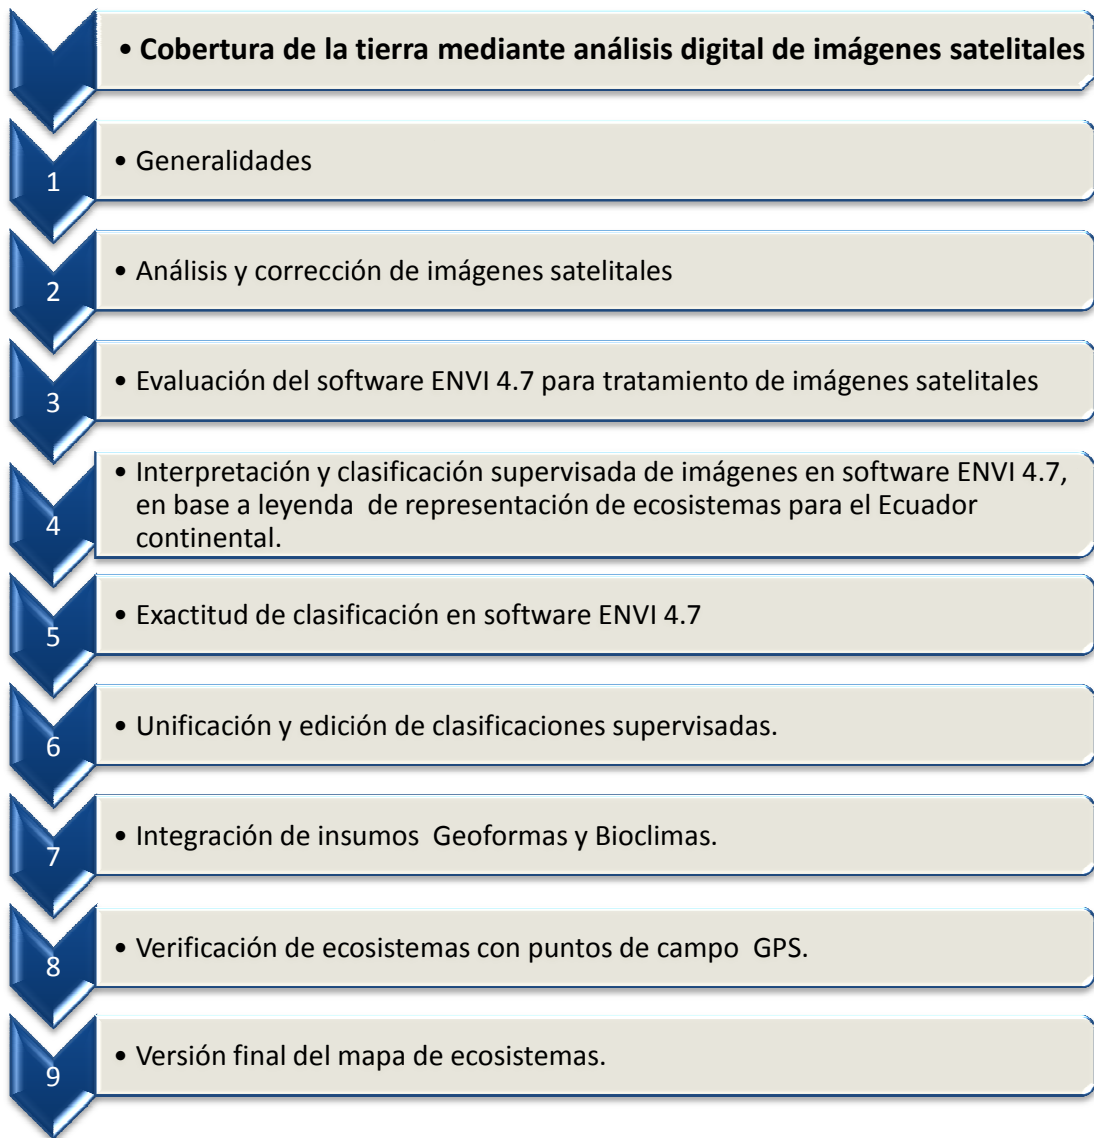 • Cobertura de la tierra mediante análisis digital de imágenes satelitales
1
• Generalidades
2
• Análisis y corrección de imágenes satelitales
3
• Evaluación del software ENVI 4.7 para tratamiento de imágenes satelitales
4
• Interpretación y clasificación supervisada de imágenes en software ENVI 4.7,
en base a leyenda de representación de ecosistemas para el Ecuador
continental.
5
• Exactitud de clasificación en software ENVI 4.7
6
• Unificación y edición de clasificaciones supervisadas.
7
• Integración de insumos Geoformas y Bioclimas.
8
• Verificación de ecosistemas con puntos de campo GPS.
9
• Versión final del mapa de ecosistemas.